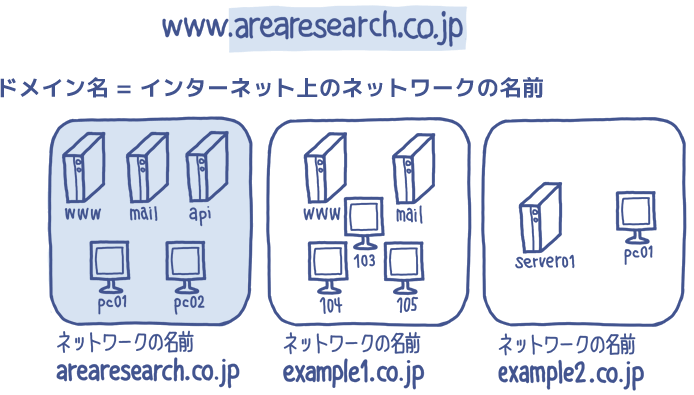 www.arearesearch.co.jp
ドメイン名 = インターネット上のネットワークの名前
www mail api
pc01 pc02
ネットワークの名前
arearesearch.co.jp
www mail
103
104 105
ネットワークの名前
example1.co.jp
server01 pc01
ネットワークの名前
example2.co.jp